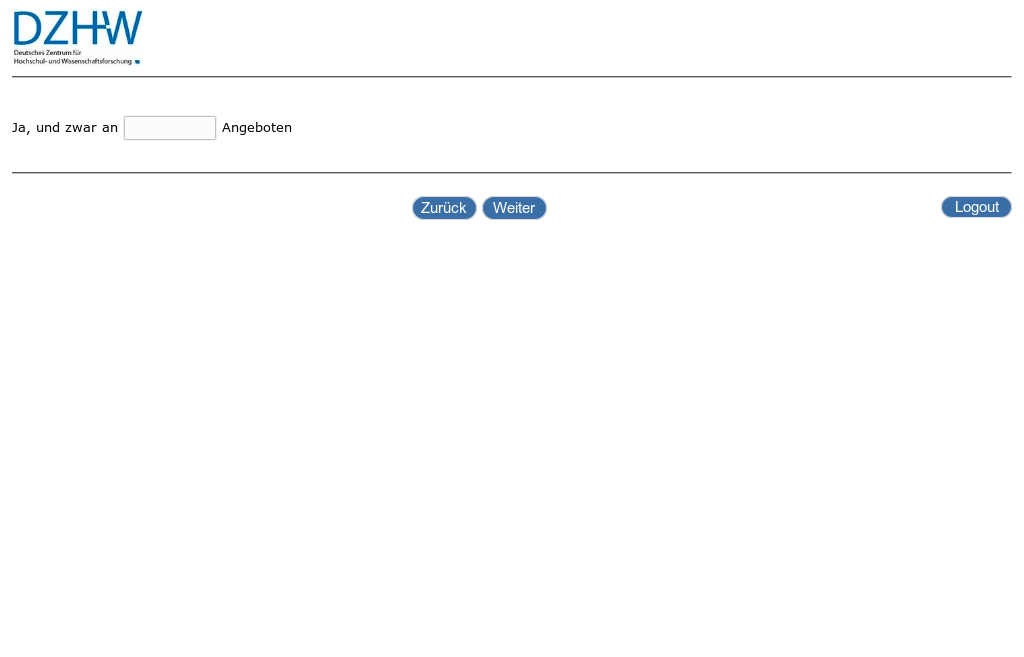 DZHW
Deutsches Zentrum für
Hochschul- und Wissenschaftsforschung
Ja, und zwar an Angeboten
Zurück Weiter Logout